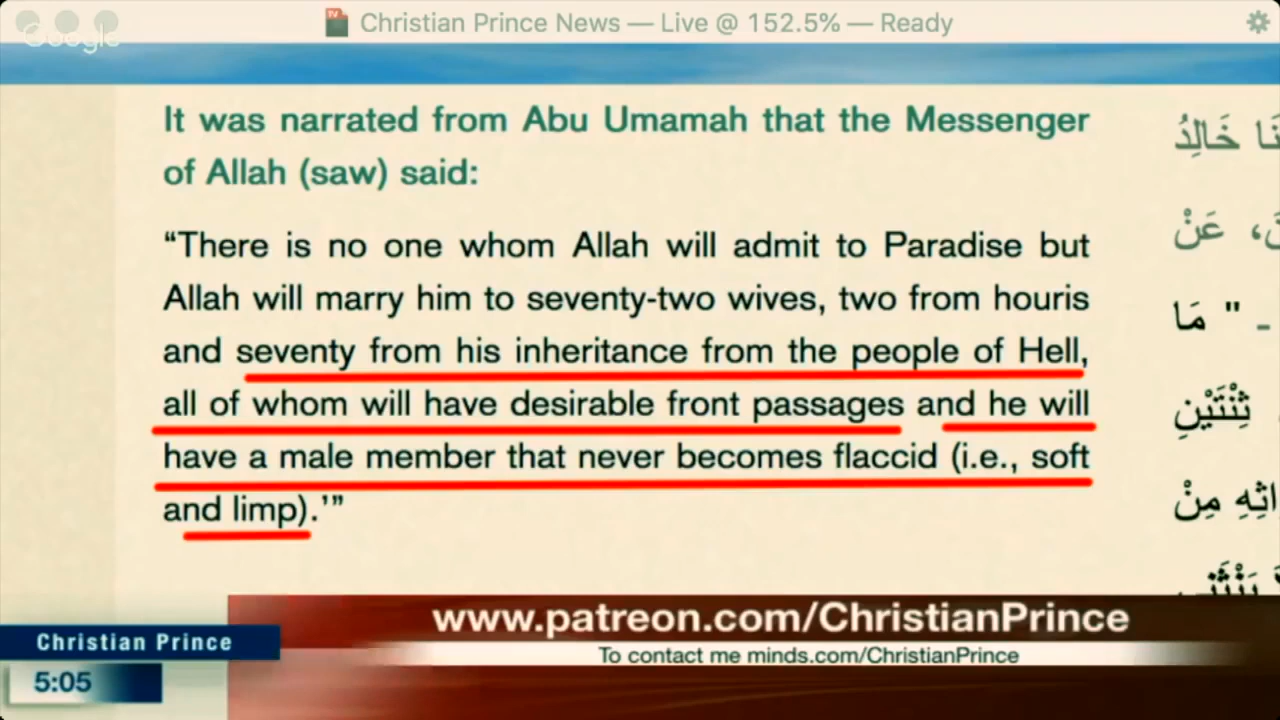 Google
Christian Prince News — Live @ 152.5% — Ready
It was narrated from Abu Umamah that the Messenger
of Allah (saw) said:
“There is no one whom Allah will admit to Paradise but
Allah will marry him to seventy-two wives, two from houris
and seventy from his inheritance from the people of Hell,
all of whom will have desirable front passages and he will
have a male member that never becomes flaccid (i.e., soft
and limp).’”
نَا خَالِدُ
عَنْ
- " مَا
ثِنْتَيْنِ
اثِهِ مِنْ
www.patreon.com/ChristianPrince
To contact me minds.com/ChristianPrince
Christian Prince
5:05